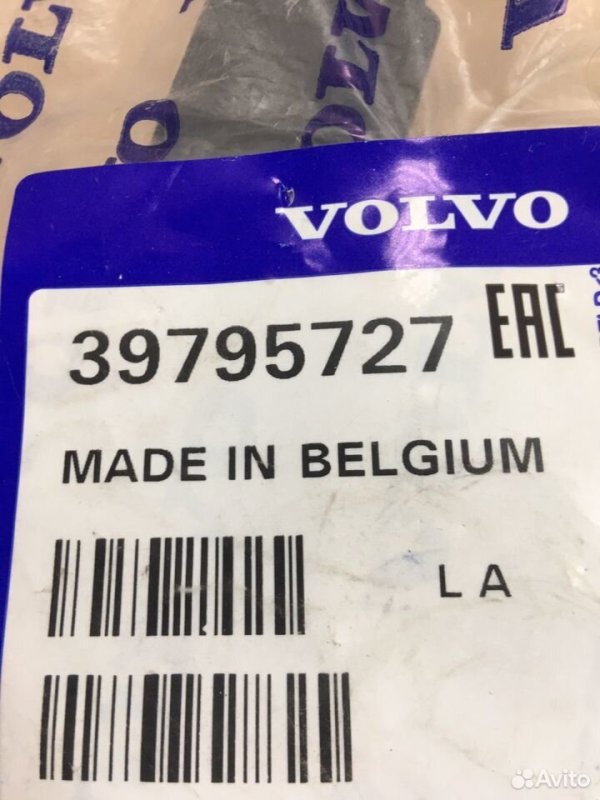 VOLVO
39795727 EAC
MADE IN BELGIUM
L A
Avito